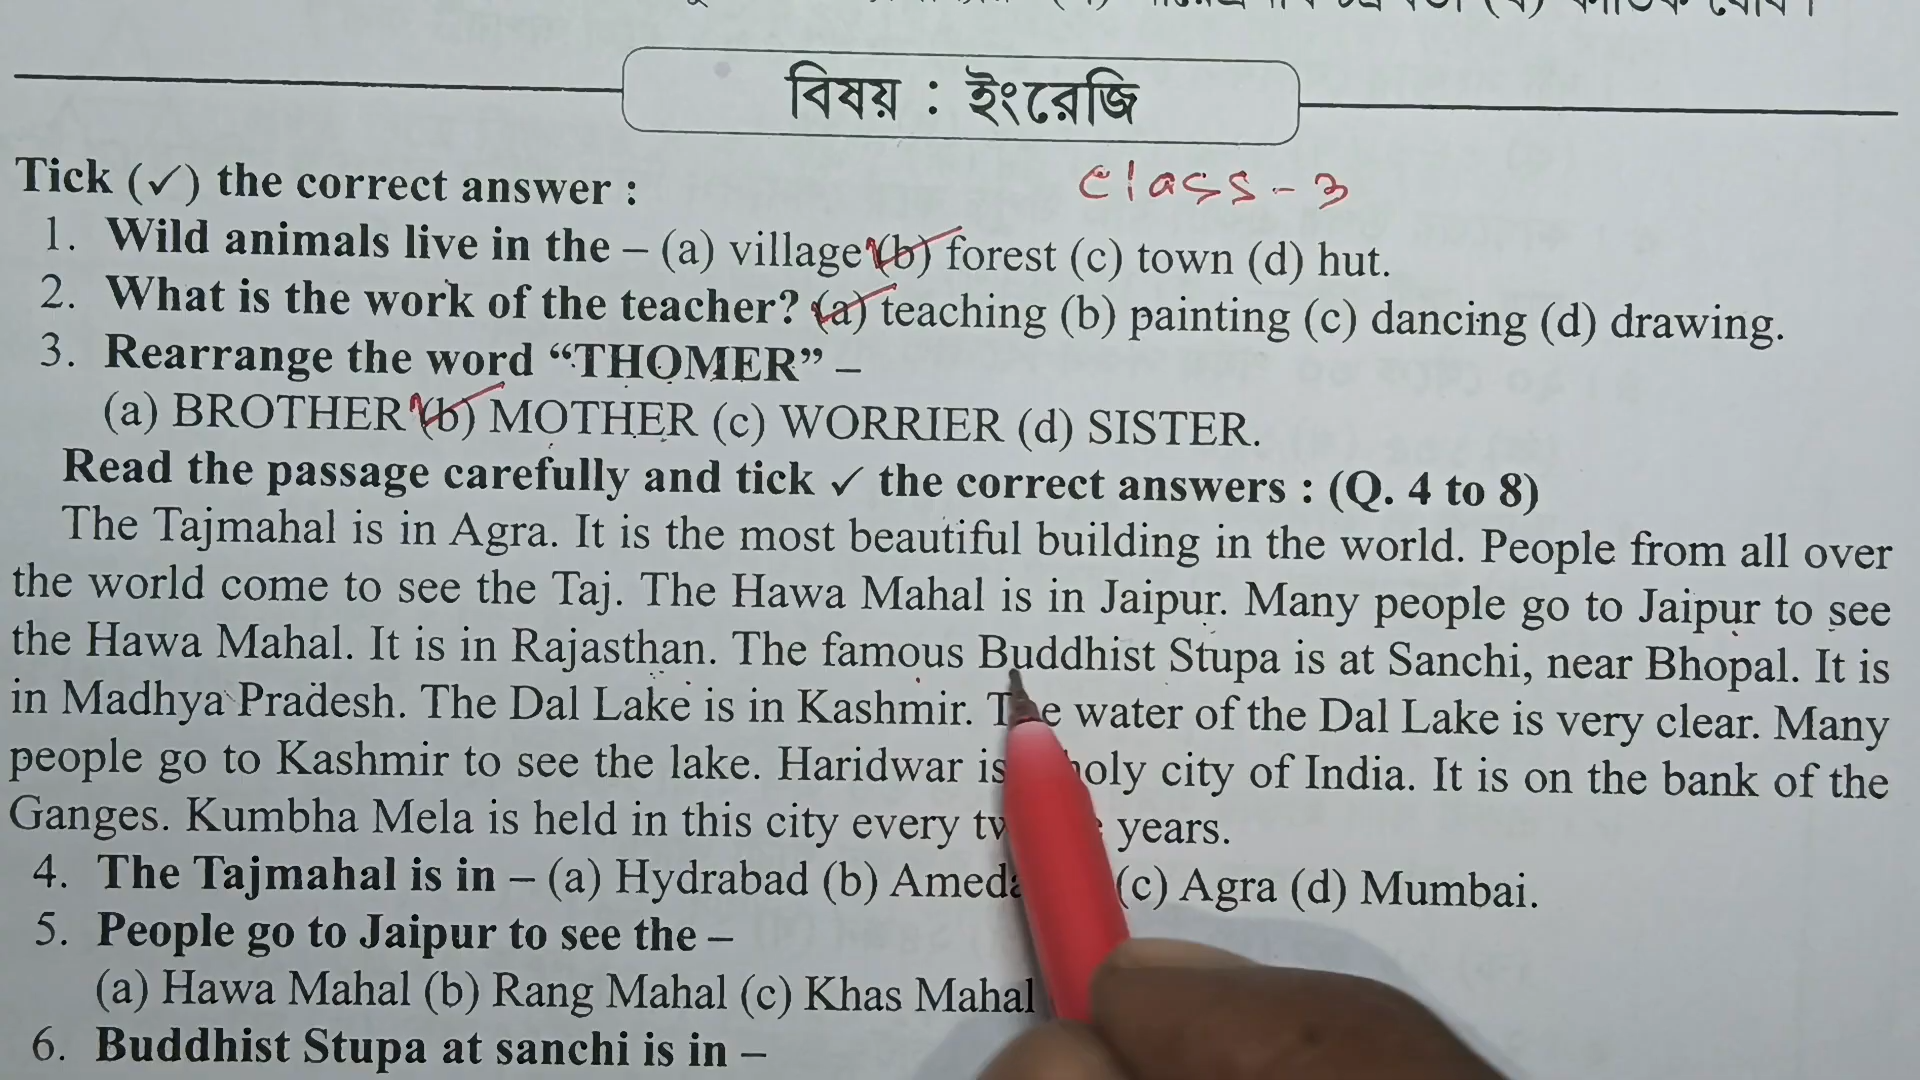 বিষয় : ইংরেজি
Class - 3
Tick (✓) the correct answer :
1. Wild animals live in the – (a) village (b) forest (c) town (d) hut.
2. What is the work of the teacher? (a) teaching (b) painting (c) dancing (d) drawing.
3. Rearrange the word “THOMER” –
(a) BROTHER (b) MOTHER (c) WORRIER (d) SISTER.
Read the passage carefully and tick ✓ the correct answers : (Q. 4 to 8)
The Tajmahal is in Agra. It is the most beautiful building in the world. People from all over
the world come to see the Taj. The Hawa Mahal is in Jaipur. Many people go to Jaipur to see
the Hawa Mahal. It is in Rajasthan. The famous Buddhist Stupa is at Sanchi, near Bhopal. It is
in Madhya Pradesh. The Dal Lake is in Kashmir. The water of the Dal Lake is very clear. Many
people go to Kashmir to see the lake. Haridwar is holy city of India. It is on the bank of the
Ganges. Kumbha Mela is held in this city every years.
4. The Tajmahal is in – (a) Hydrabad (b) (c) Agra (d) Mumbai.
5. People go to Jaipur to see the –
(a) Hawa Mahal (b) Rang Mahal (c) Khas Mahal
6. Buddhist Stupa at sanchi is in –